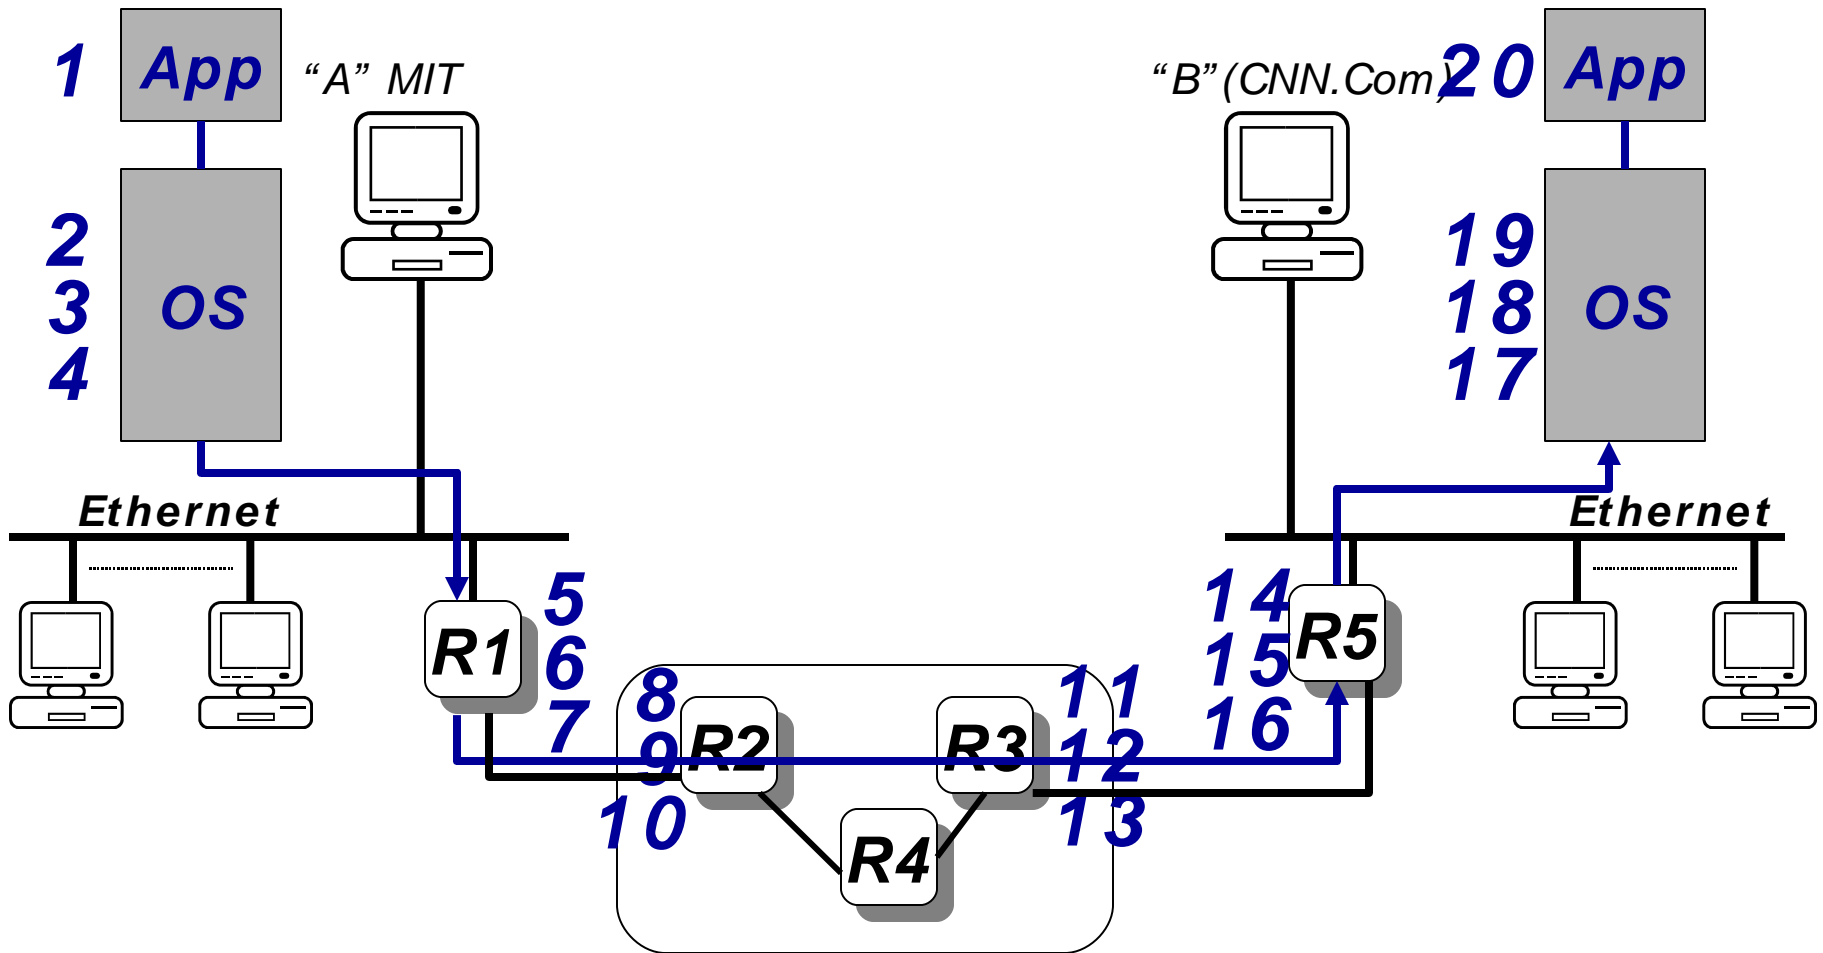 1
App
“A” MIT
“B”(CNN.Com)
20
App
2
3
4
OS
19
18
17
OS
Ethernet
Ethernet
5
6
7
R1
14
15
16
R5
8
9
10
R2
R3
11
12
13
R4